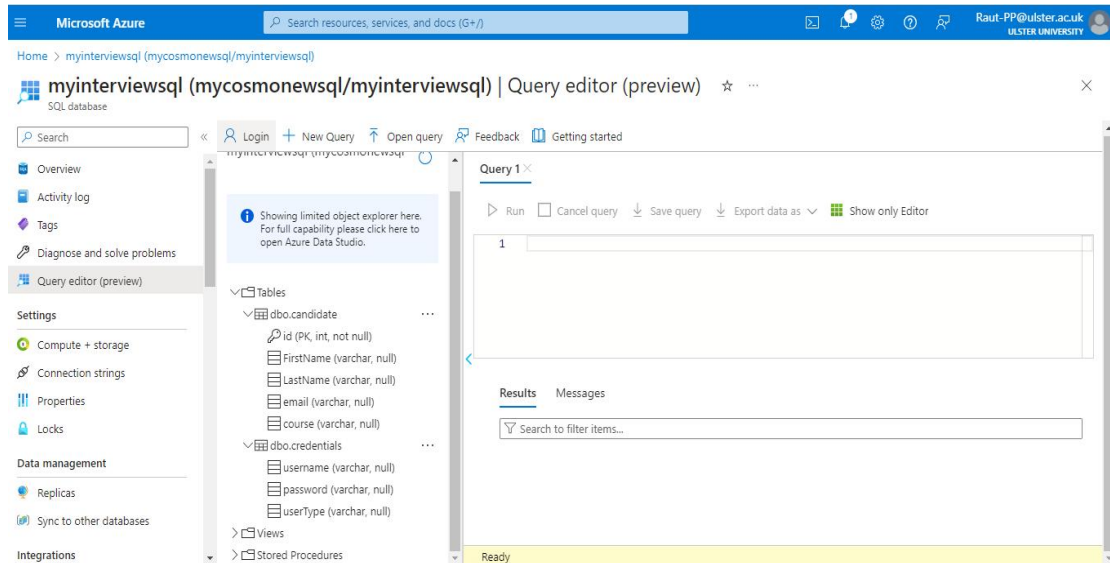 Microsoft Azure
Search resources, services, and docs (G+/)
1
Raut-PP@ulster.ac.uk
ULSTER UNIVERSITY
Home > myinterviewsql (mycosmonewsql/myinterviewsql)
myinterviewsql (mycosmonewsql/myinterviewsql) | Query editor (preview)
SQL database
Search
Overview
Activity log
Tags
Diagnose and solve problems
Query editor (preview)
Settings
Compute + storage
Connection strings
Properties
Locks
Data management
Replicas
Sync to other databases
Integrations
Login
New Query
Open query
Feedback
Getting started
myinterviewsql (mycosmonewsql
Showing limited object explorer here.
For full capability please click here to
open Azure Data Studio.
Tables
dbo.candidate
id (PK, int, not null)
FirstName (varchar, null)
LastName (varchar, null)
email (varchar, null)
course (varchar, null)
dbo.credentials
username (varchar, null)
password (varchar, null)
userType (varchar, null)
Views
Stored Procedures
Query 1
Run
Cancel query
Save query
Export data as
Show only Editor
1
Results
Messages
Search to filter items...
Ready